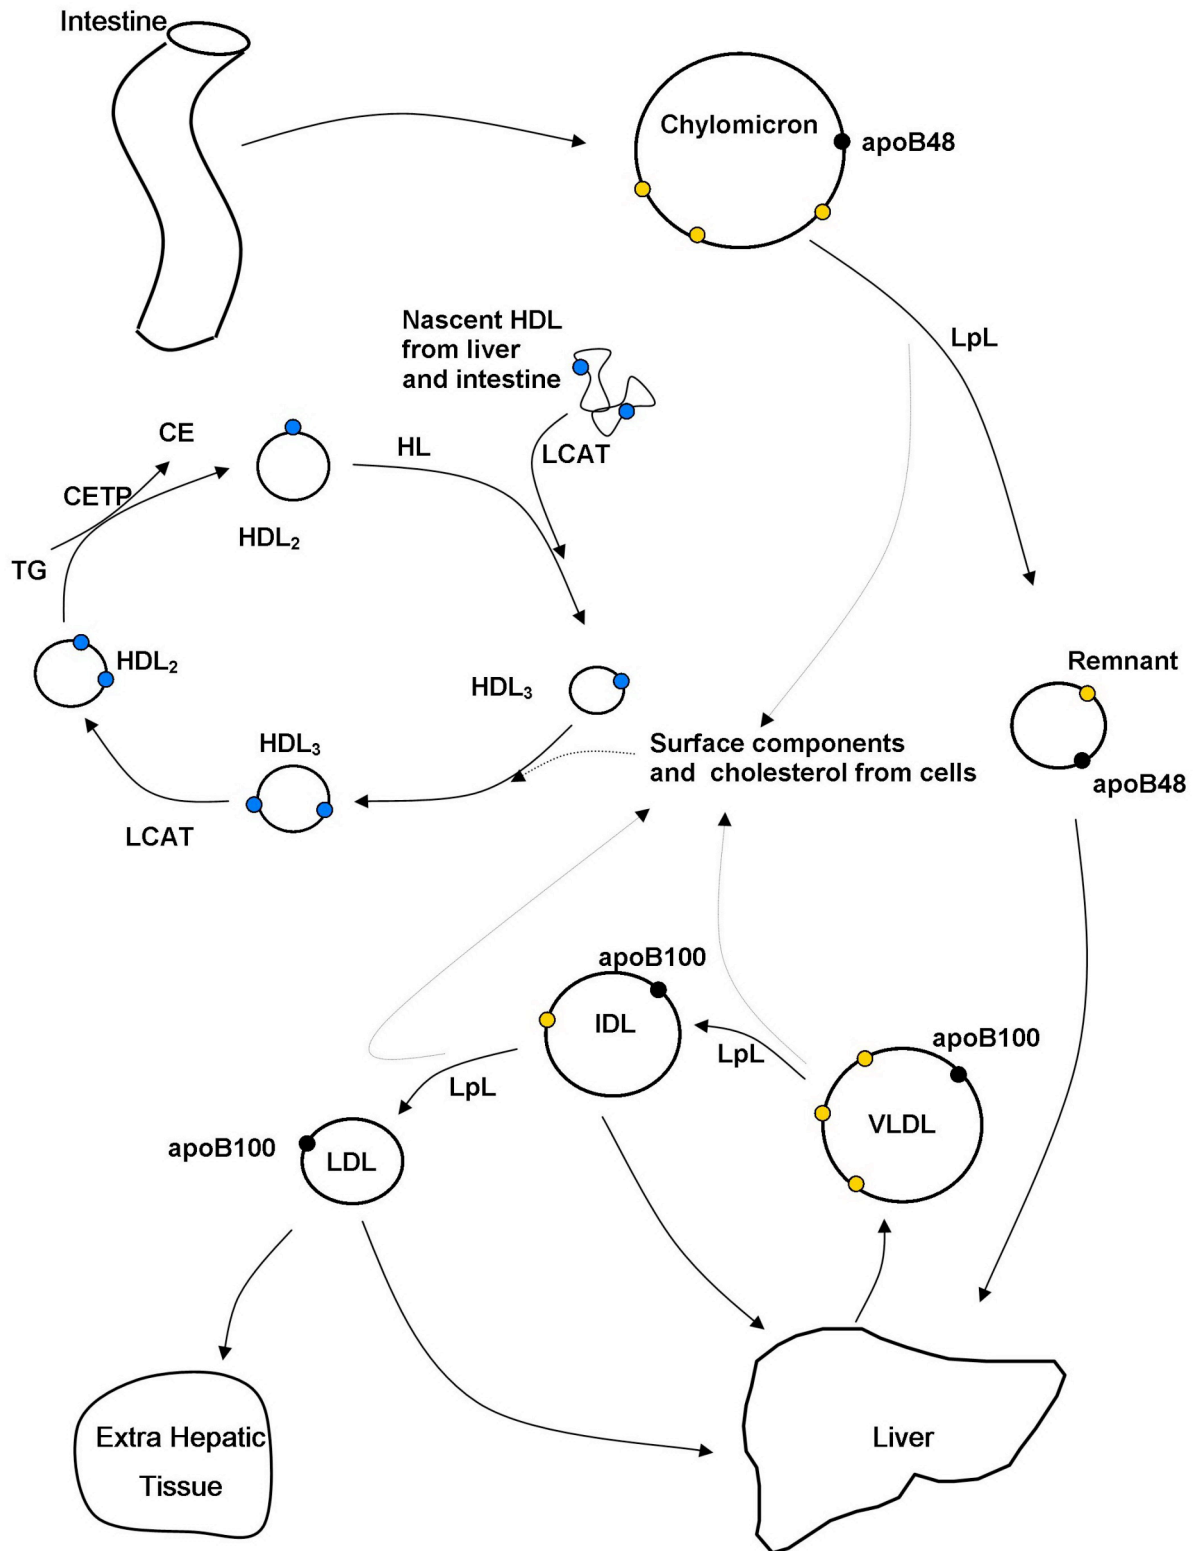 Intestine
Chylomicron
apoB48
Nascent HDL
from liver
and intestine
LpL
CE
HL
LCAT
CETP
HDL₂
TG
HDL₂
HDL₃
Remnant
HDL₃
Surface components
and cholesterol from cells
apoB48
LCAT
apoB100
IDL
apoB100
LpL
LpL
VLDL
apoB100
LDL
Extra Hepatic
Tissue
Liver